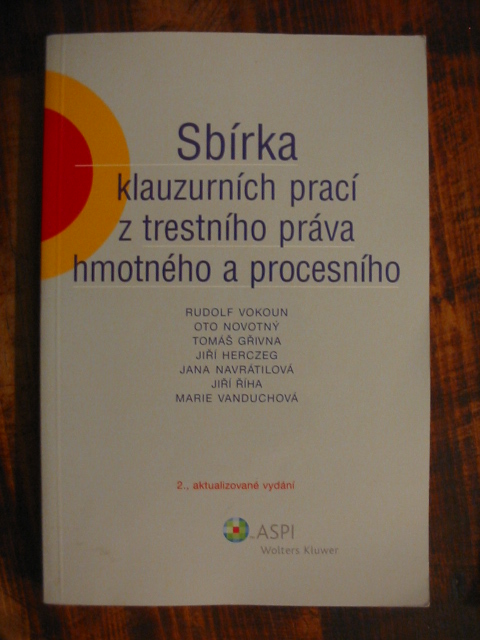 Sbírka
klauzurních prací
z trestního práva
hmotného a procesního
RUDOLF VOKOUN
OTO NOVOTNÝ
TOMÁŠ GŘIVNA
JIŘÍ HERCZEG
JANA NAVRÁTILOVÁ
JIŘÍ ŘÍHA
MARIE VANDUCHOVÁ
2., aktualizované vydání
ASPI
Wolters Kluwer